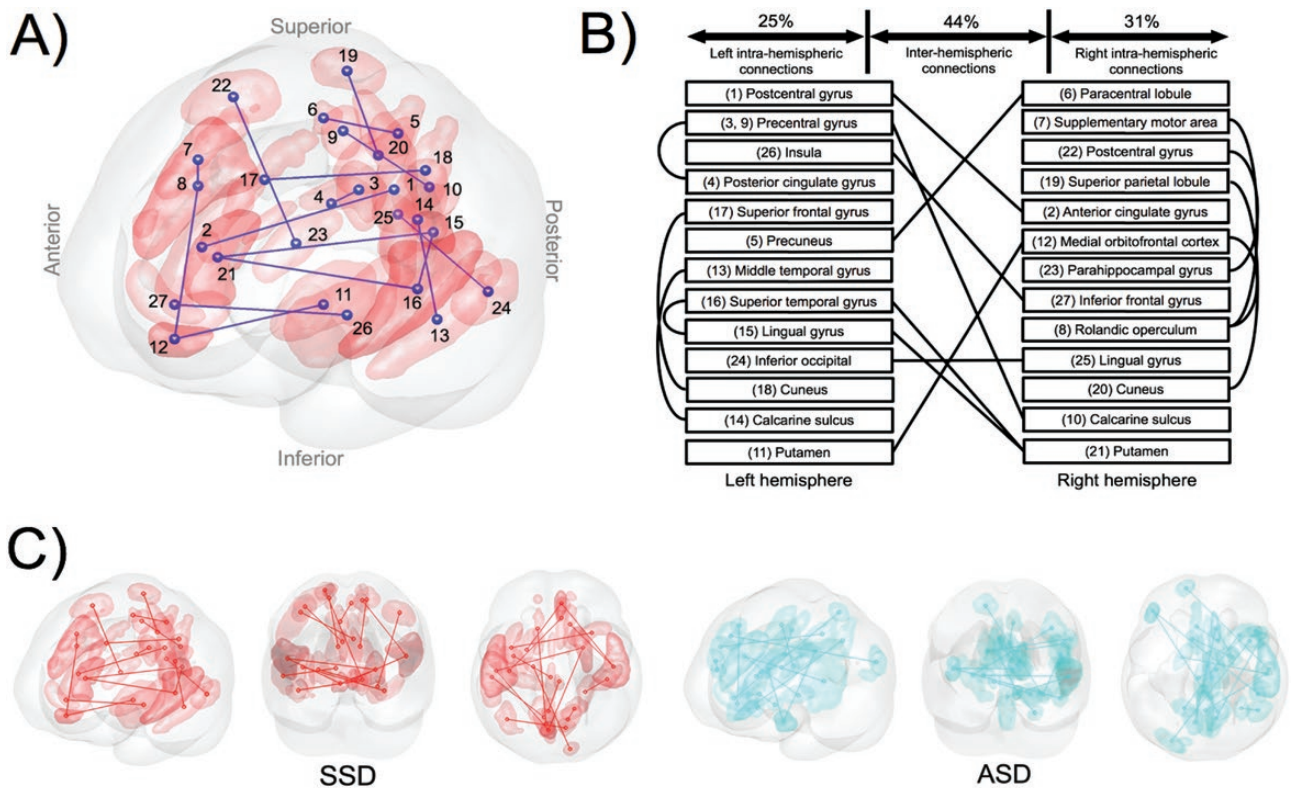 A)
Superior
19
22
6
5
9
7
20
18
17
8
3
1
10
4
14
25
15
2
23
21
16
11
27
24
26
13
12
Anterior
Posterior
Inferior
B)
25%
44%
31%
Left intra-hemispheric
connections
Inter-hemispheric
connections
Right intra-hemispheric
connections
(1) Postcentral gyrus
(3, 9) Precentral gyrus
(26) Insula
(4) Posterior cingulate gyrus
(17) Superior frontal gyrus
(5) Precuneus
(13) Middle temporal gyrus
(16) Superior temporal gyrus
(15) Lingual gyrus
(24) Inferior occipital
(18) Cuneus
(14) Calcarine sulcus
(11) Putamen
Left hemisphere
(6) Paracentral lobule
(7) Supplementary motor area
(22) Postcentral gyrus
(19) Superior parietal lobule
(2) Anterior cingulate gyrus
(12) Medial orbitofrontal cortex
(23) Parahippocampal gyrus
(27) Inferior frontal gyrus
(8) Rolandic operculum
(25) Lingual gyrus
(20) Cuneus
(10) Calcarine sulcus
(21) Putamen
Right hemisphere
C)
SSD
ASD